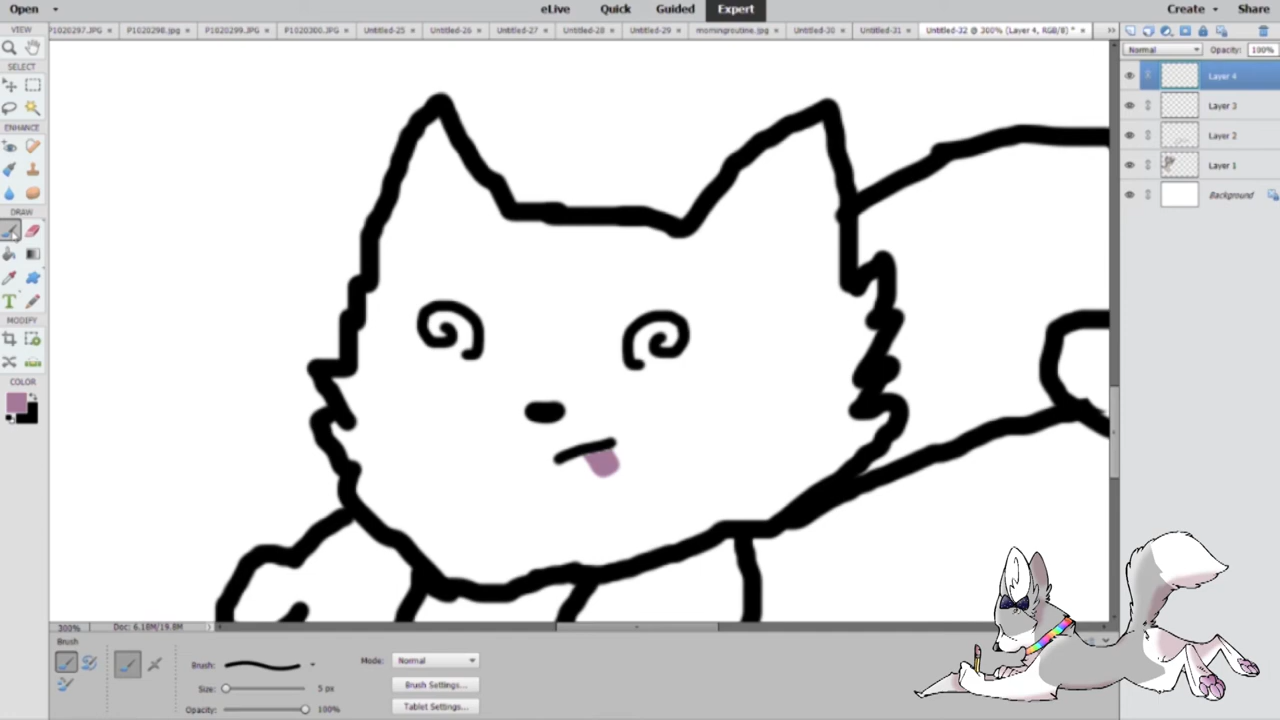 Open eLive Quick Guided Expert Create Share
VIEW P1020297.JPG P1020298.jpg P1020299.JPG P1020300.JPG Untitled-25 Untitled-26 Untitled-27 Untitled-28 Untitled-29 morningroutine.jpg Untitled-30 Untitled-31 Untitled-32 @ 300% (Layer 4, RGB/8) *
Normal Opacity: 100%
SELECT
Layer 4
Layer 3
ENHANCE
Layer 2
Layer 1
Background
DRAW
T
MODIFY
COLOR
300% Doc: 6.18M/19.8M
Brush
Brush: Mode: Normal
Size: 5 px Brush Settings...
Opacity: 100% Tablet Settings...